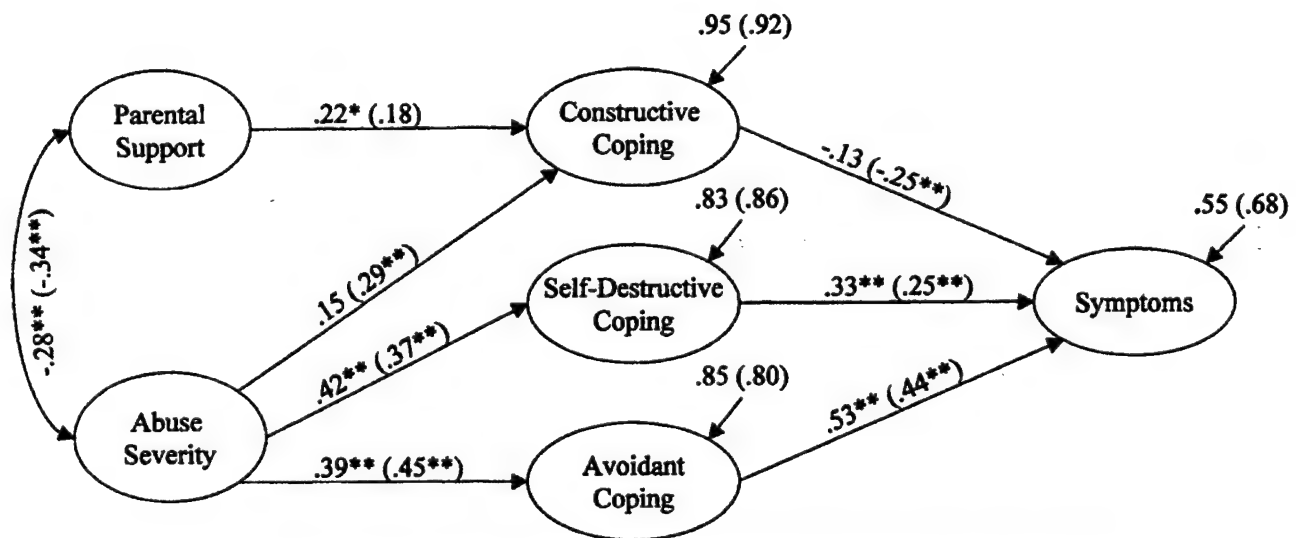 .95 (.92)
Parental
Support
.22* (.18)
Constructive
Coping
-.13 (-.25**)
.83 (.86)
.55 (.68)
-.28** (-.34**)
.15 (.29**)
Self-Destructive
Coping
.33** (.25**)
Symptoms
.42** (.37**)
.85 (.80)
.53** (.44**)
Abuse
Severity
.39** (.45**)
Avoidant
Coping